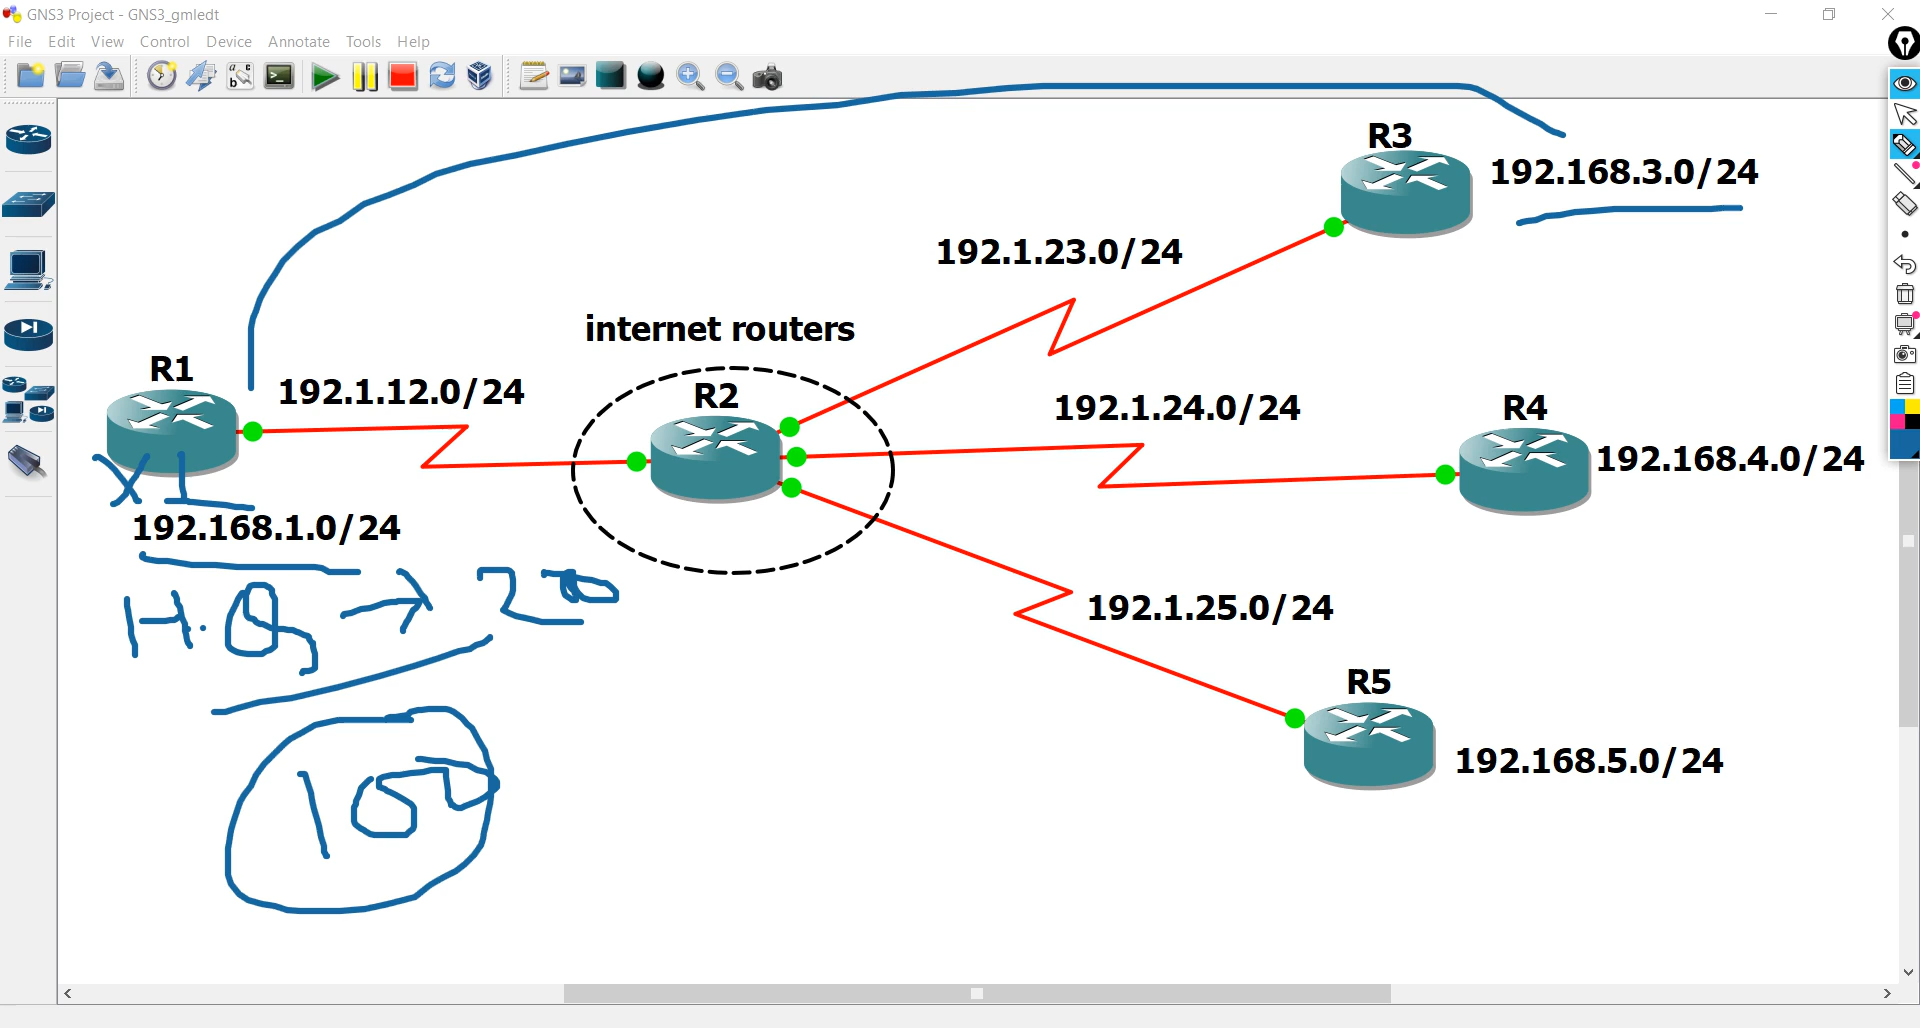 GNS3 Project - GNS3_gmledt
File Edit View Control Device Annotate Tools Help
R3
192.168.3.0/24
192.1.23.0/24
internet routers
R1
192.1.12.0/24
R2
192.1.24.0/24
R4
192.168.4.0/24
X 1
192.168.1.0/24
H.Q → 20
192.1.25.0/24
R5
192.168.5.0/24
100